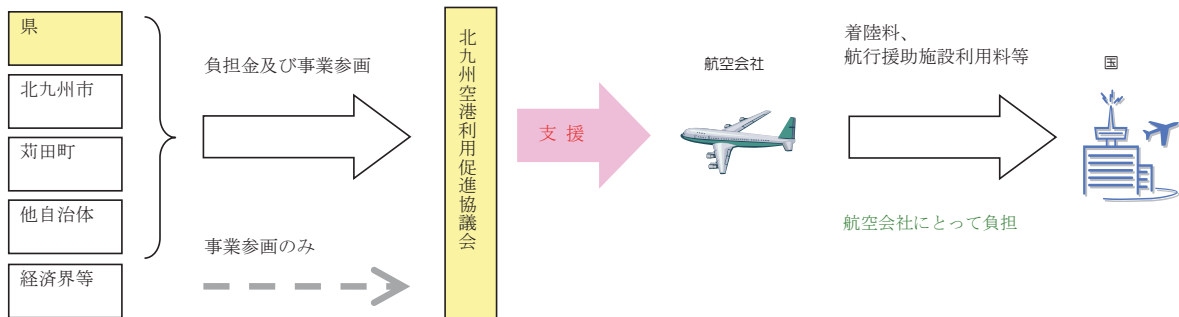 県
北九州市
苅田町
他自治体
経済界等
負担金及び事業参画
事業参画のみ
北九州空港利用促進協議会
支 援
航空会社
着陸料、
航行援助施設利用料等
航空会社にとって負担
国